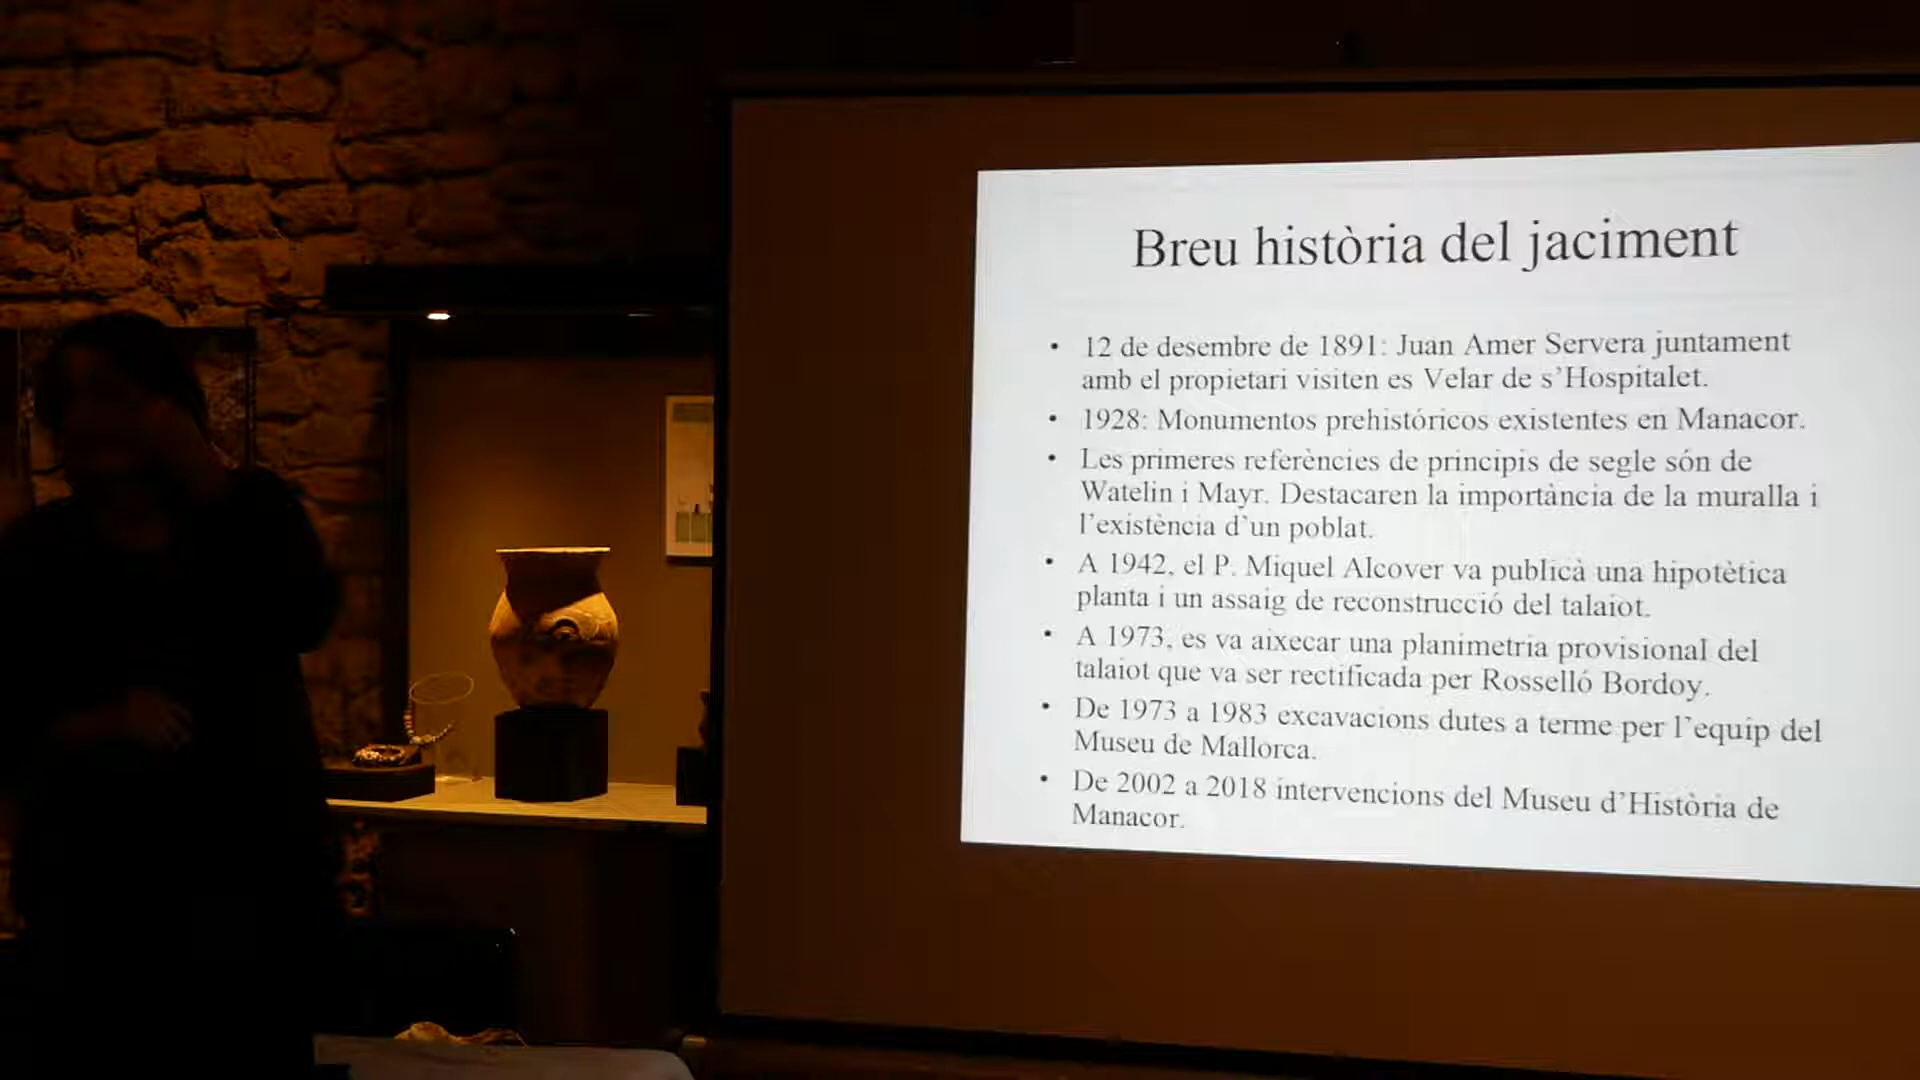 Breu història del jaciment
• 12 de desembre de 1891: Juan Amer Servera juntament
amb el propietari visiten es Velar de s’Hospitalet.
• 1928: Monumentos prehistóricos existentes en Manacor.
• Les primeres referències de principis de segle són de
Watelin i Mayr. Destacaren la importància de la muralla i
l’existència d’un poblat.
• A 1942, el P. Miquel Alcover va publicà una hipotètica
planta i un assaig de reconstrucció del talaiot.
• A 1973, es va aixecar una planimetria provisional del
talaiot que va ser rectificada per Rosselló Bordoy.
• De 1973 a 1983 excavacions dutes a terme per l’equip del
Museu de Mallorca.
• De 2002 a 2018 intervencions del Museu d’Història de
Manacor.